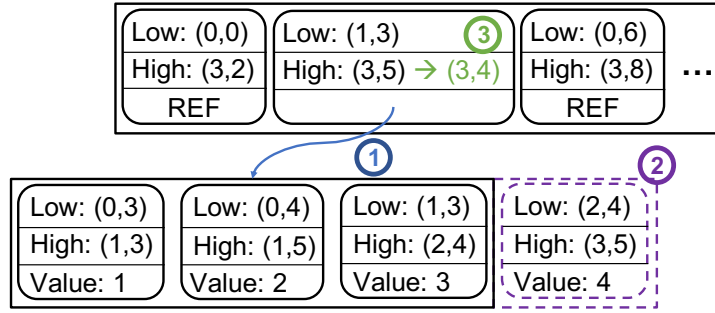 Low: (0,0)
High: (3,2)
REF
Low: (1,3)
3
High: (3,5) → (3,4)
Low: (0,6)
High: (3,8)
REF
...
1
2
Low: (0,3)
High: (1,3)
Value: 1
Low: (0,4)
High: (1,5)
Value: 2
Low: (1,3)
High: (2,4)
Value: 3
Low: (2,4)
High: (3,5)
Value: 4